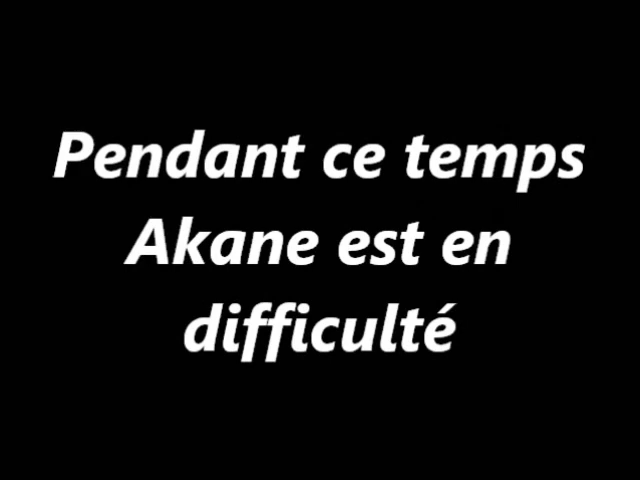 Pendant ce temps
Akane est en
difficulté